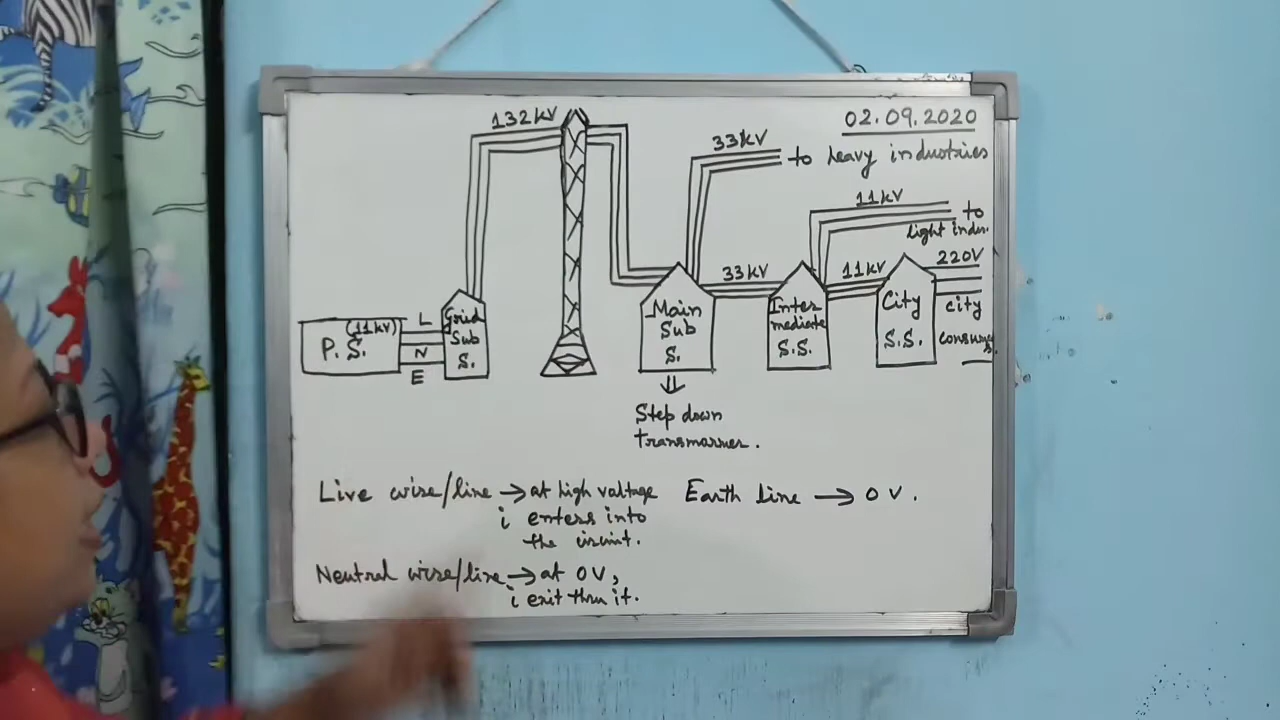 132kV
02.09.2020
33kV
to heavy industries
11kV
to
light indus.
33kV
11kV
220V
(11kV)
P. S.
L
N
E
Grid
Sub
S.
Main
Sub
S.
Inter
mediate
S.S.
City
S.S.
city
consumer
s.
Step down
transmarmer.
Live wire/line → at high voltage
i enters into
the circuit.
Earth line → 0 V.
Neutral wire/line → at 0V,
i exit thru it.